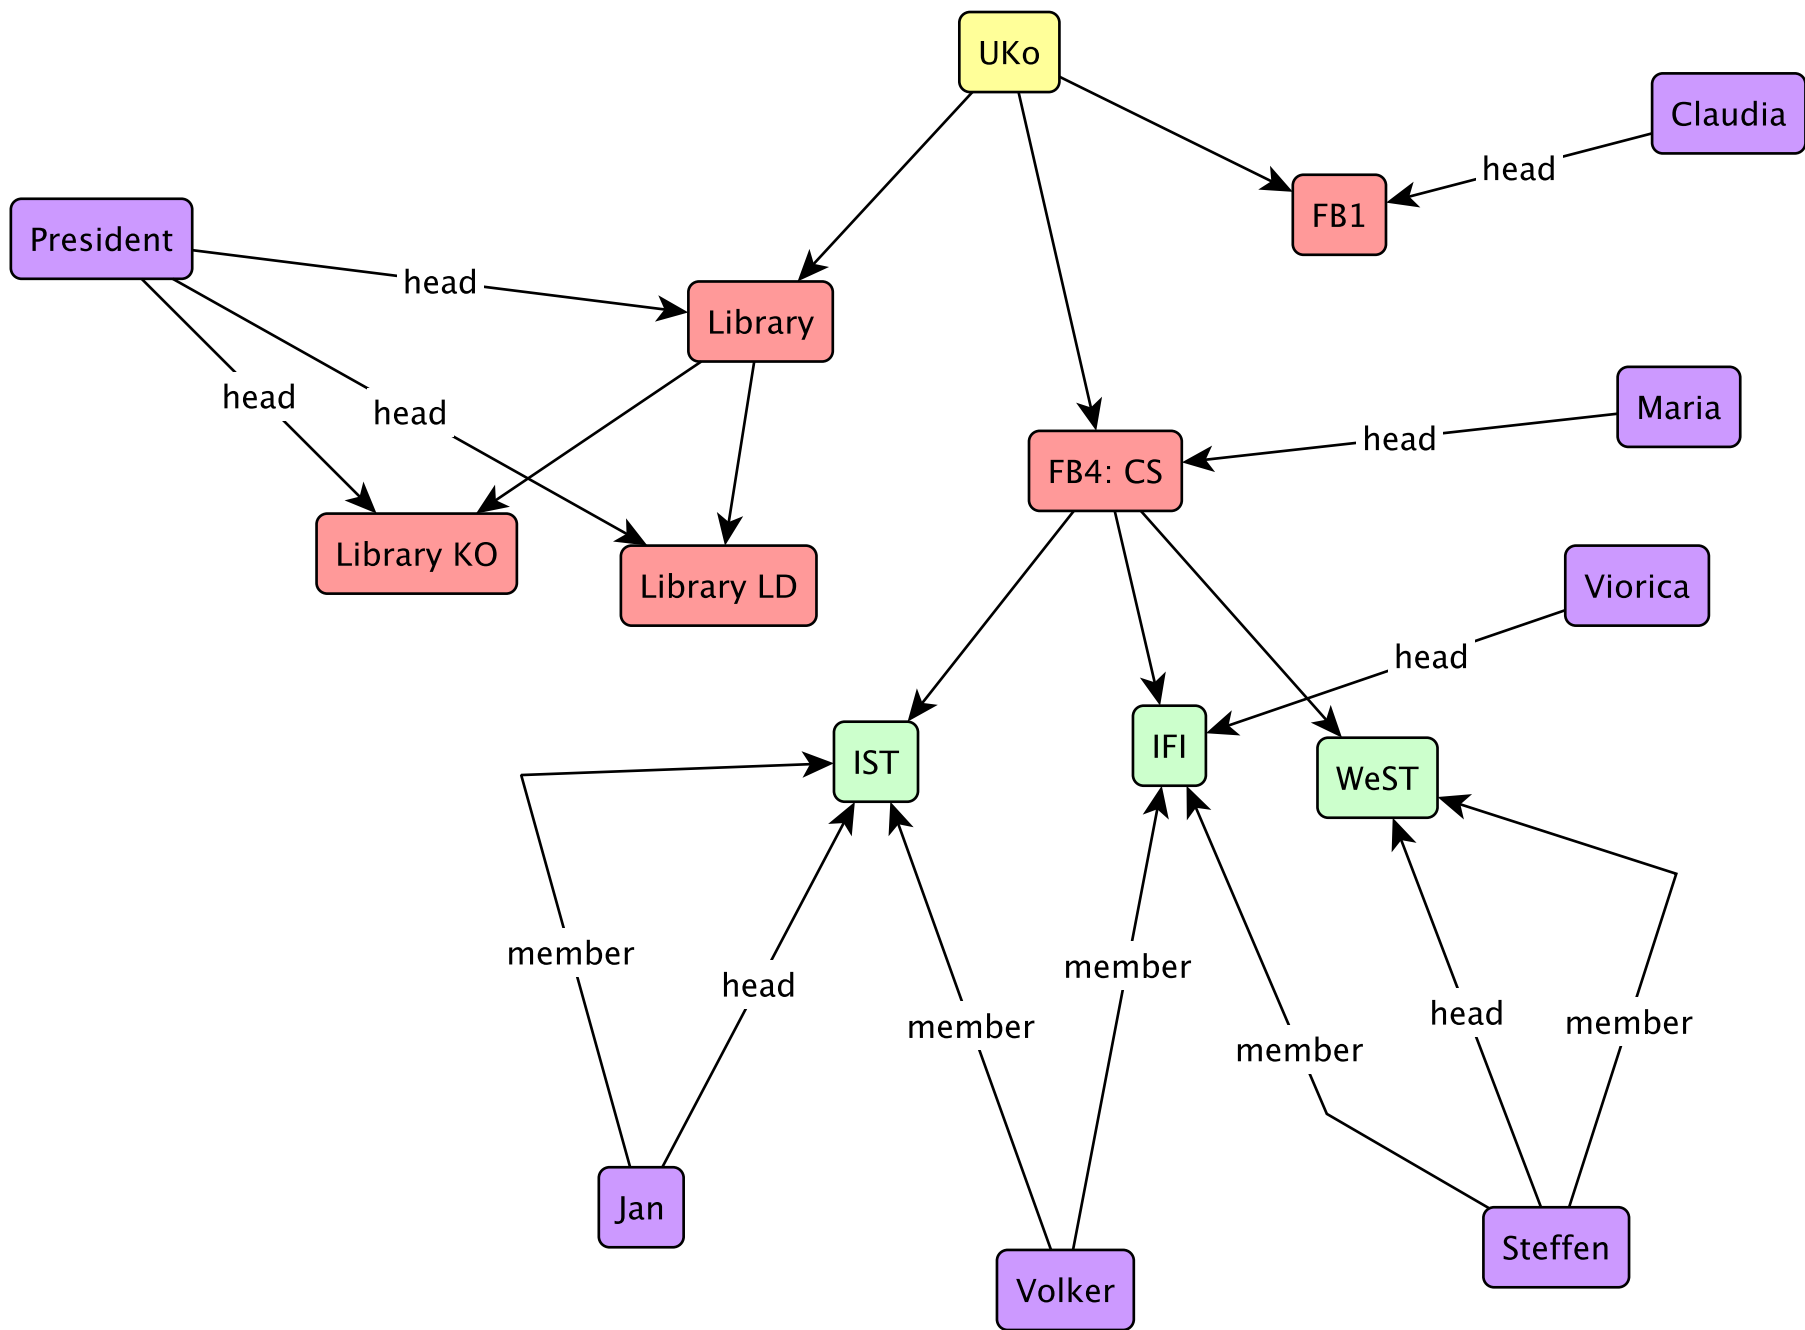 UKo
Claudia
head
FB1
President
head
Library
head
head
Maria
head
FB4: CS
Library KO
Library LD
Viorica
head
IST
IFI
WeST
member
head
member
member
member
head
member
Jan
Volker
Steffen